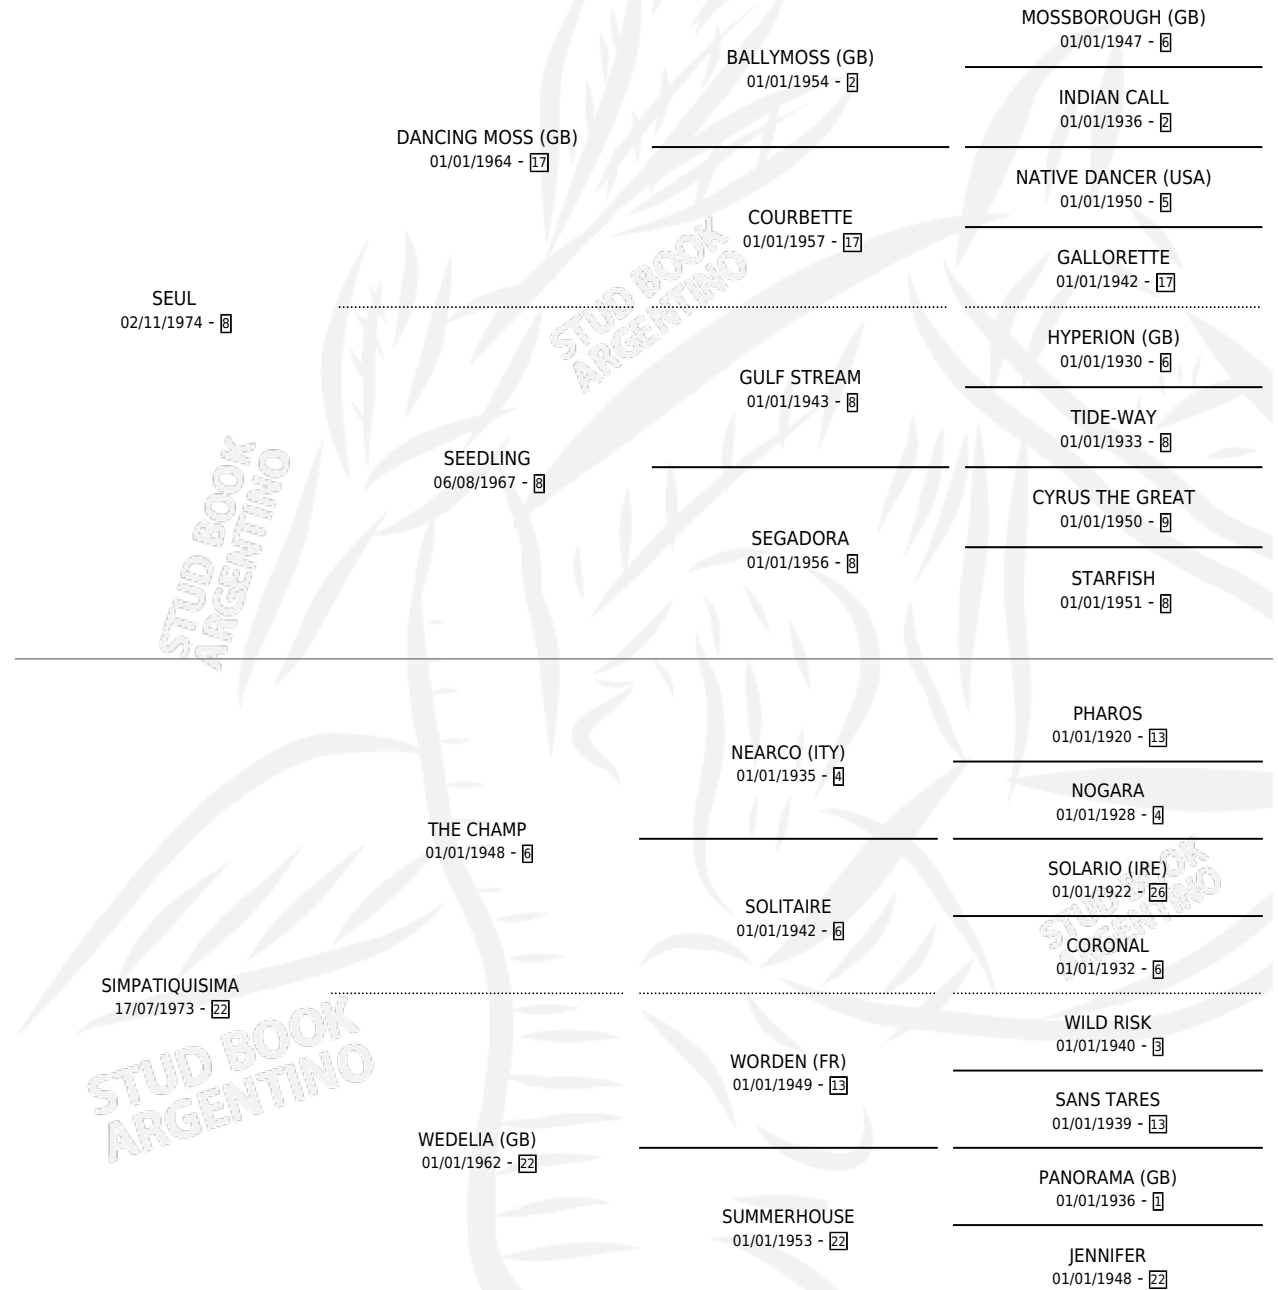 MOSSBOROUGH (GB)
01/01/1947 - 6
BALLYMOSS (GB)
01/01/1954 - 2
INDIAN CALL
01/01/1936 - 2
DANCING MOSS (GB)
01/01/1964 - 17
NATIVE DANCER (USA)
01/01/1950 - 5
COURBETTE
01/01/1957 - 17
GALLORETTE
01/01/1942 - 17
SEUL
02/11/1974 - 8
STUD BOOK
ARGENTINO
HYPERION (GB)
01/01/1930 - 6
GULF STREAM
01/01/1943 - 8
TIDE-WAY
01/01/1933 - 8
SEEDLING
06/08/1967 - 8
CYRUS THE GREAT
01/01/1950 - 9
SEGADORA
01/01/1956 - 8
STARFISH
01/01/1951 - 8
STUD BOOK
ARGENTINO
PHAROS
01/01/1920 - 13
NEARCO (ITY)
01/01/1935 - 4
NOGARA
01/01/1928 - 4
THE CHAMP
01/01/1948 - 6
SOLARIO (IRE)
01/01/1922 - 26
SOLITAIRE
01/01/1942 - 6
CORONAL
01/01/1932 - 6
STUD BOOK
ARGENTINO
SIMPATIQUISIMA
17/07/1973 - 22
WILD RISK
01/01/1940 - 3
WORDEN (FR)
01/01/1949 - 13
SANS TARES
01/01/1939 - 13
STUD BOOK
ARGENTINO
WEDELIA (GB)
01/01/1962 - 22
PANORAMA (GB)
01/01/1936 - 1
SUMMERHOUSE
01/01/1953 - 22
JENNIFER
01/01/1948 - 22